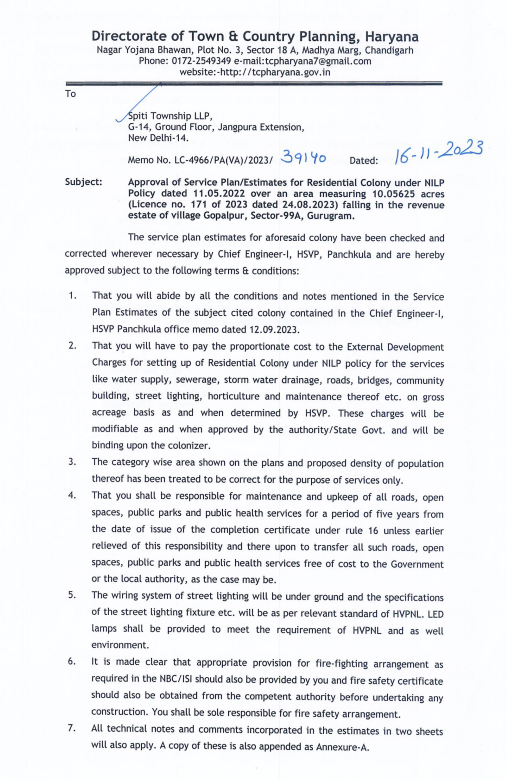 Directorate of Town & Country Planning, Haryana
Nagar Yojana Bhawan, Plot No. 3, Sector 18 A, Madhya Marg, Chandigarh
Phone: 0172-2549349 e-mail:tcpharyana7@gmail.com
website:-http://tcpharyana.gov.in
To
Spiti Township LLP,
G-14, Ground Floor, Jangpura Extension,
New Delhi-14.
Memo No. LC-4966/PA(VA)/2023/ 39140 Dated: 16-11-2023
Subject: Approval of Service Plan/Estimates for Residential Colony under NILP
Policy dated 11.05.2022 over an area measuring 10.05625 acres
(Licence no. 171 of 2023 dated 24.08.2023) falling in the revenue
estate of village Gopalpur, Sector-99A, Gurugram.
The service plan estimates for aforesaid colony have been checked and
corrected wherever necessary by Chief Engineer-I, HSVP, Panchkula and are hereby
approved subject to the following terms & conditions:
1. That you will abide by all the conditions and notes mentioned in the Service
Plan Estimates of the subject cited colony contained in the Chief Engineer-I,
HSVP Panchkula office memo dated 12.09.2023.
2. That you will have to pay the proportionate cost to the External Development
Charges for setting up of Residential Colony under NILP policy for the services
like water supply, sewerage, storm water drainage, roads, bridges, community
building, street lighting, horticulture and maintenance thereof etc. on gross
acreage basis as and when determined by HSVP. These charges will be
modifiable as and when approved by the authority/State Govt. and will be
binding upon the colonizer.
3. The category wise area shown on the plans and proposed density of population
thereof has been treated to be correct for the purpose of services only.
4. That you shall be responsible for maintenance and upkeep of all roads, open
spaces, public parks and public health services for a period of five years from
the date of issue of the completion certificate under rule 16 unless earlier
relieved of this responsibility and there upon to transfer all such roads, open
spaces, public parks and public health services free of cost to the Government
or the local authority, as the case may be.
5. The wiring system of street lighting will be under ground and the specifications
of the street lighting fixture etc. will be as per relevant standard of HVPNL. LED
lamps shall be provided to meet the requirement of HVPNL and as well
environment.
6. It is made clear that appropriate provision for fire-fighting arrangement as
required in the NBC/ISI should also be provided by you and fire safety certificate
should also be obtained from the competent authority before undertaking any
construction. You shall be sole responsible for fire safety arrangement.
7. All technical notes and comments incorporated in the estimates in two sheets
will also apply. A copy of these is also appended as Annexure-A.